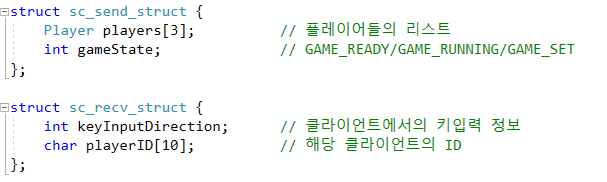 struct sc_send_struct {
    Player players[3];          // 플레이어들의 리스트
    int gameState;              // GAME_READY/GAME_RUNNING/GAME_SET
};
struct sc_recv_struct {
    int keyInputDirection;      // 클라이언트에서의 키입력 정보
    char playerID[10];          // 해당 클라이언트의 ID
};